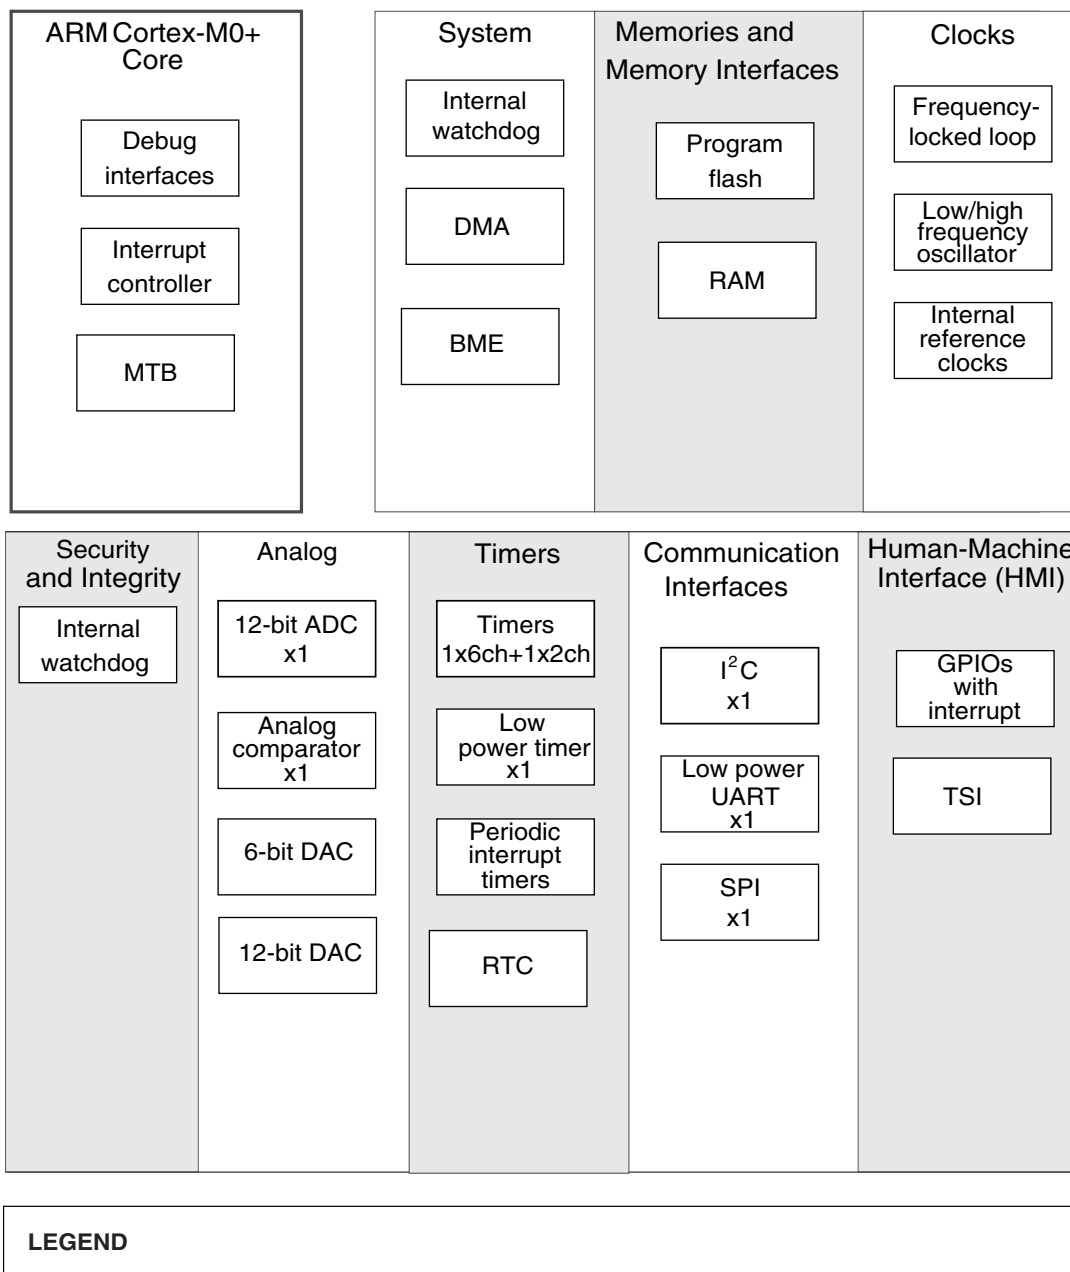 ARM Cortex-M0+
Core
Debug
interfaces
Interrupt
controller
MTB
System
Internal
watchdog
DMA
BME
Memories and
Memory Interfaces
Program
flash
RAM
Clocks
Frequency-
locked loop
Low/high
frequency
oscillator
Internal
reference
clocks
Security
and Integrity
Internal
watchdog
Analog
12-bit ADC
x1
Analog
comparator
x1
6-bit DAC
12-bit DAC
Timers
Timers
1x6ch+1x2ch
Low
power timer
x1
Periodic
interrupt
timers
RTC
Communication
Interfaces
I²C
x1
Low power
UART
x1
SPI
x1
Human-Machine
Interface (HMI)
GPIOs
with
interrupt
TSI
LEGEND